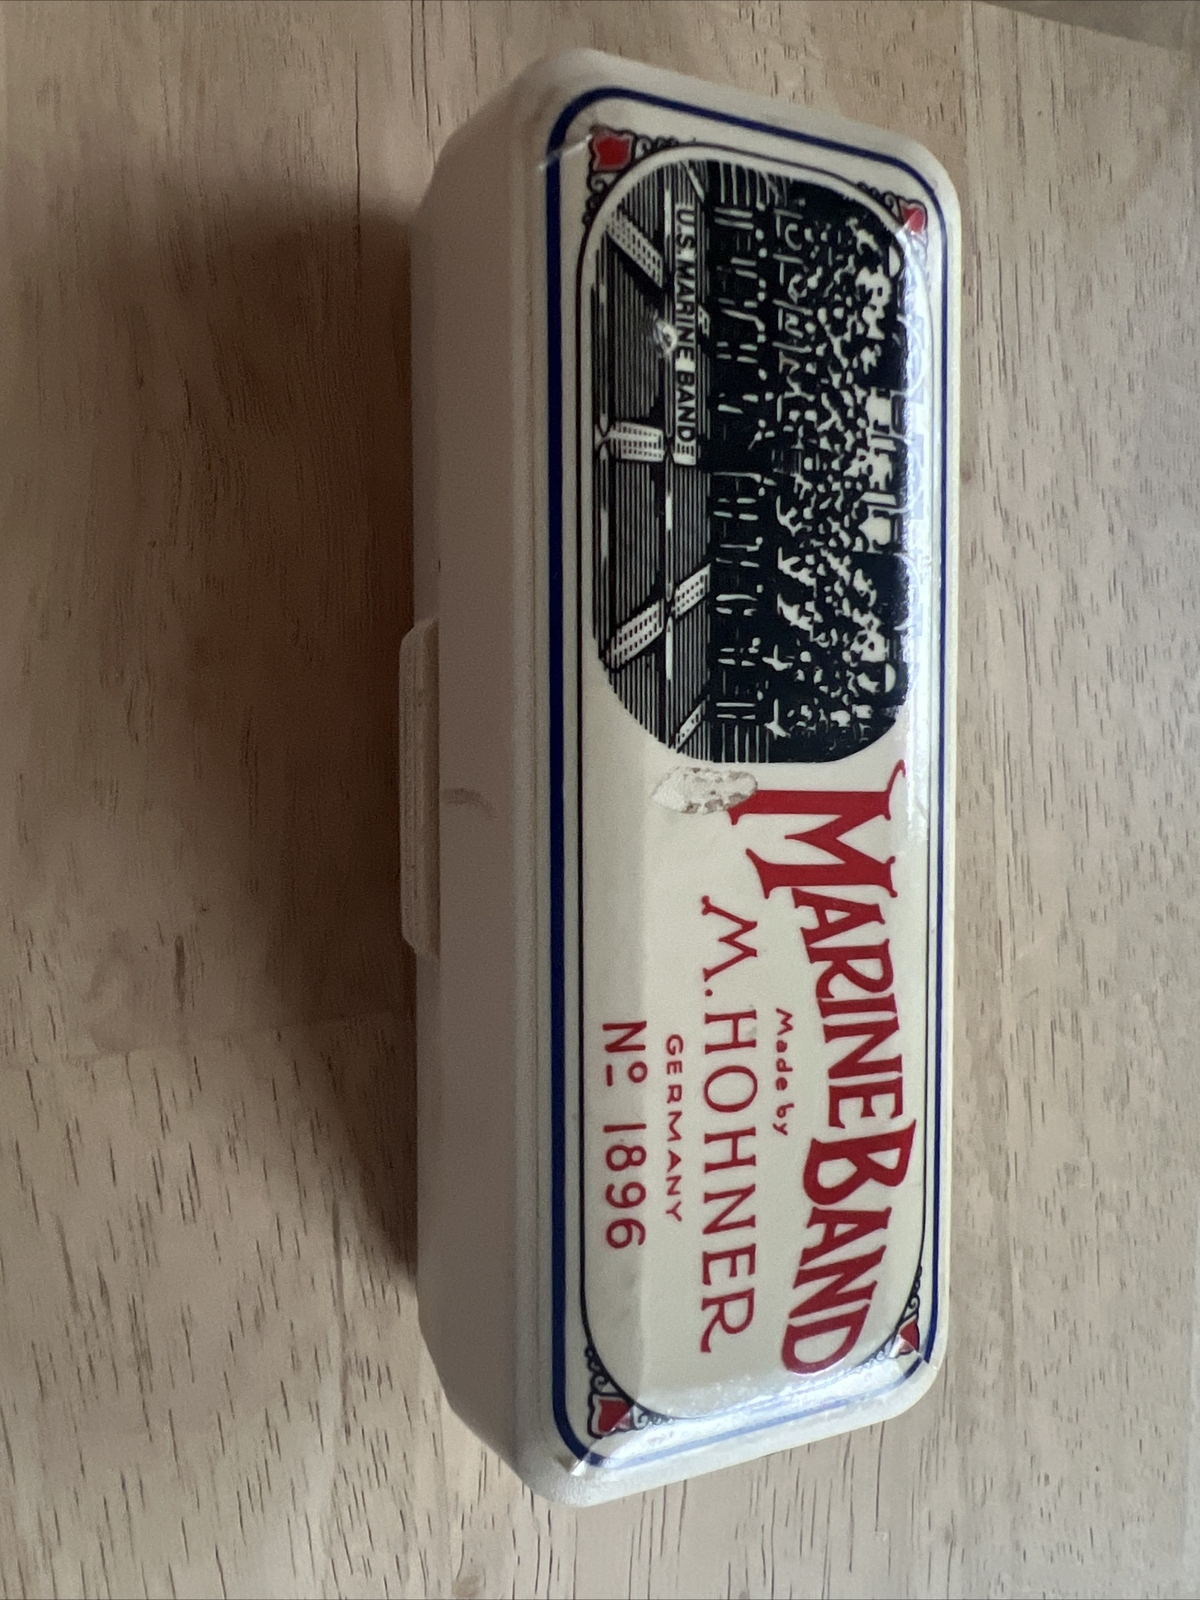 U.S. MARINE BAND
MARINE BAND
Made by
M. HOHNER
GERMANY
Nº 1896